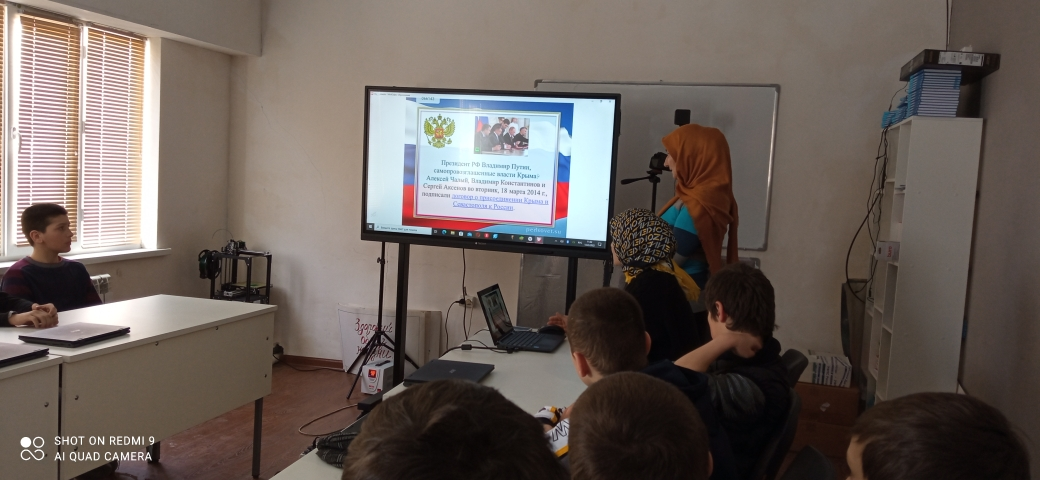 Президент РФ Владимир Путин,
самопровозглашенные власти Крыма:
Алексей Чалый, Владимир Константинов и
Сергей Аксенов во вторник, 18 марта 2014 г.,
подписали договор о присоединении Крыма и
Севастополя к России.
Здоровый
SHOT ON REDMI 9
AI QUAD CAMERA